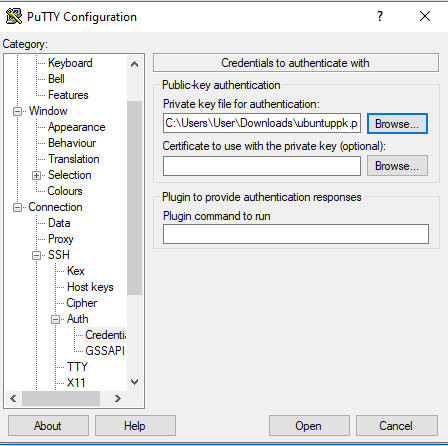 PuTTY Configuration
?
Category:
Keyboard
Bell
Features
Window
Appearance
Behaviour
Translation
Selection
Colours
Connection
Data
Proxy
SSH
Kex
Host keys
Cipher
Auth
Credentia
GSSAPI
TTY
X11
Credentials to authenticate with
Public-key authentication
Private key file for authentication:
C:\Users\User\Downloads\ubuntuppk.p
Browse...
Certificate to use with the private key (optional):
Browse...
Plugin to provide authentication responses
Plugin command to run
About
Help
Open
Cancel